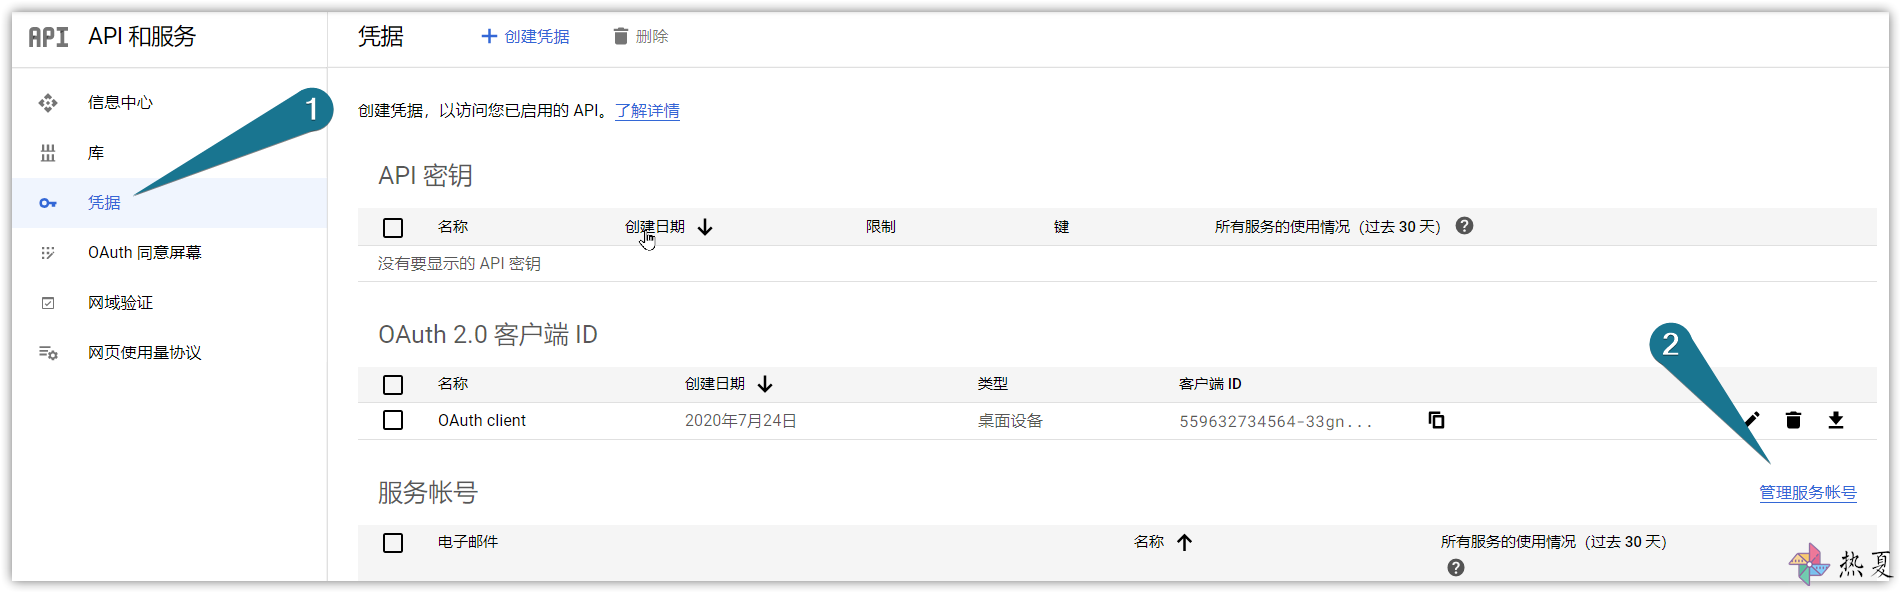 API API 和服务
凭据 创建凭据 删除
信息中心
库
凭据
OAuth 同意屏幕
网域验证
网页使用量协议
1
创建凭据，以访问您已启用的 API。 了解详情
API 密钥
名称 创建日期 限制 键 所有服务的使用情况（过去 30 天）
没有要显示的 API 密钥
OAuth 2.0 客户端 ID
2
名称 创建日期 类型 客户端 ID
OAuth client 2020年7月24日 桌面设备 559632734564-33gn...
服务帐号 管理服务帐号
电子邮件 名称 所有服务的使用情况（过去 30 天）
热夏